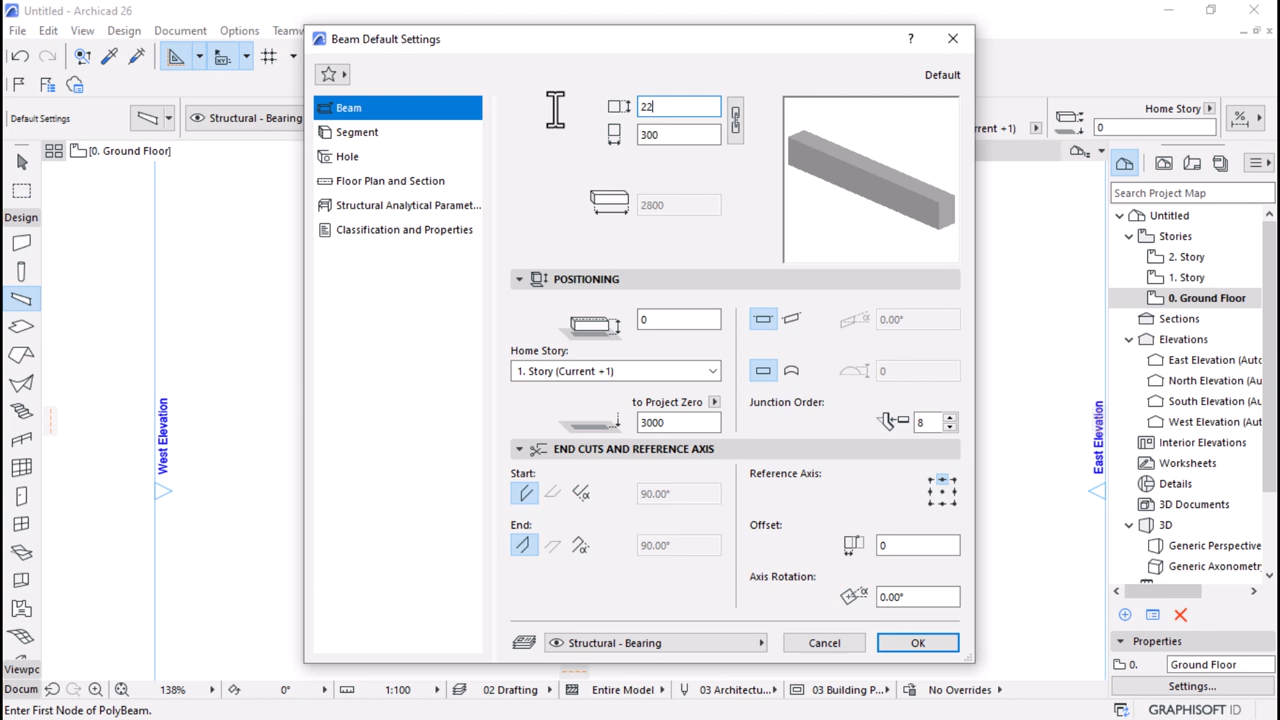 Untitled - Archicad 26
File Edit View Design Document Options Teamw
Default Settings
Structural - Bearing
rrent +1)
Home Story:
0
%
[0. Ground Floor]
Design
Viewpc
Docum
West Elevation
East Elevation
Beam Default Settings
?
Default
Beam
Segment
Hole
Floor Plan and Section
Structural Analytical Paramet...
Classification and Properties
22
300
2800
POSITIONING
0
0.00°
Home Story:
1. Story (Current +1)
0
to Project Zero
3000
Junction Order:
8
END CUTS AND REFERENCE AXIS
Start:
90.00°
Reference Axis:
End:
90.00°
Offset:
0
Axis Rotation:
0.00°
Structural - Bearing
Cancel
OK
Search Project Map
Untitled
Stories
2. Story
1. Story
0. Ground Floor
Sections
Elevations
East Elevation (Auto
North Elevation (Au
South Elevation (Au
West Elevation (Aut
Interior Elevations
Worksheets
Details
3D Documents
3D
Generic Perspective
Generic Axonometry
Properties
0. Ground Floor
Settings...
138% 0° 1:100 02 Drafting Entire Model 03 Architectu... 03 Building P... No Overrides
Enter First Node of PolyBeam.
GRAPHISOFT ID